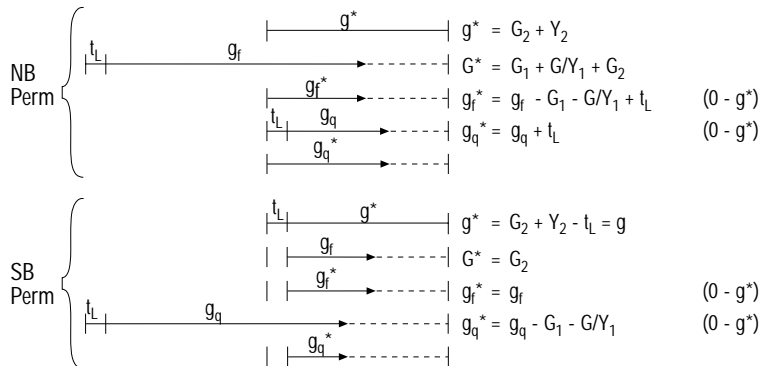 g* g* = G2 + Y2
NB Perm
tL gf G* = G1 + G/Y1 + G2
gf* gf* = gf - G1 - G/Y1 + tL (0 - g*)
tL gq gq* = gq + tL (0 - g*)
gq*
tL g* g* = G2 + Y2 - tL = g
gf G* = G2
SB Perm
gf* gf* = gf (0 - g*)
tL gq gq* = gq - G1 - G/Y1 (0 - g*)
gq*